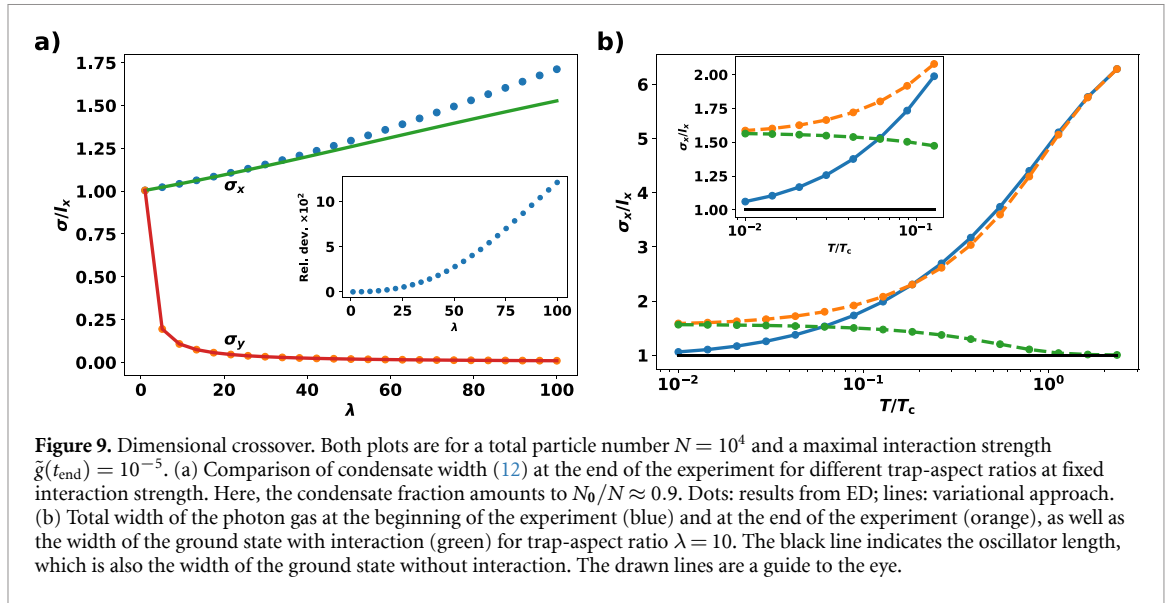 a)
1.75
1.50
1.25
1.00
0.75
0.50
0.25
0.00
σ/lₓ
σₓ
σᵧ
Rel. dev. ×10²
10
5
0
0 25 50 75 100
λ
0 20 40 60 80 100
λ
b)
6
5
4
3
2
1
σₓ/lₓ
2.00
1.75
1.50
1.25
1.00
σₓ/lₓ
10⁻² 10⁻¹
T/T_c
10⁻² 10⁻¹ 10⁰
T/T_c
Figure 9. Dimensional crossover. Both plots are for a total particle number N = 10⁴ and a maximal interaction strength
g̃(t_end) = 10⁻⁵. (a) Comparison of condensate width (12) at the end of the experiment for different trap-aspect ratios at fixed
interaction strength. Here, the condensate fraction amounts to N₀/N ≈ 0.9. Dots: results from ED; lines: variational approach.
(b) Total width of the photon gas at the beginning of the experiment (blue) and at the end of the experiment (orange), as well as
the width of the ground state with interaction (green) for trap-aspect ratio λ = 10. The black line indicates the oscillator length,
which is also the width of the ground state without interaction. The drawn lines are a guide to the eye.